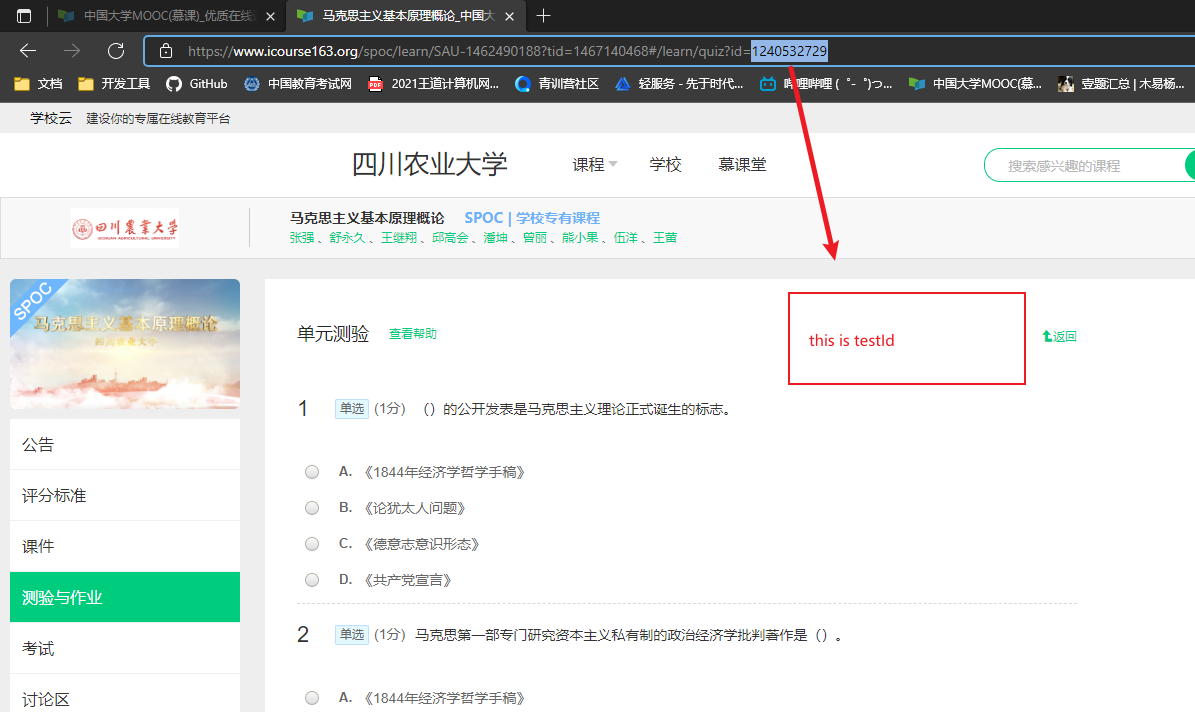 中国大学MOOC(慕课)_优质在线
马克思主义基本原理概论_中国大
https://www.icourse163.org/spoc/learn/SAU-1462490188?tid=1467140468#/learn/quiz?id=1240532729
文档
开发工具
GitHub
中国教育考试网
2021王道计算机网...
青训营社区
轻服务 - 先于时代...
哔哩哔哩 ( ゜- ゜)つ...
中国大学MOOC(慕...
壹题汇总 | 木易杨...
学校云 建设你的专属在线教育平台
四川农业大学
课程
学校
慕课堂
搜索感兴趣的课程
四川農業大学
SICHUAN AGRICULTURAL UNIVERSITY
马克思主义基本原理概论 SPOC | 学校专有课程
张强、舒永久、王继翔、邱高会、潘坤、曾丽、熊小果、伍洋、王苗
SPOC
马克思主义基本原理概论
四川农业大学
单元测验 查看帮助
this is testId
返回
1 单选 (1分) （）的公开发表是马克思主义理论正式诞生的标志。
A. 《1844年经济学哲学手稿》
B. 《论犹太人问题》
C. 《德意志意识形态》
D. 《共产党宣言》
2 单选 (1分) 马克思第一部专门研究资本主义私有制的政治经济学批判著作是（）。
A. 《1844年经济学哲学手稿》
公告
评分标准
课件
测验与作业
考试
讨论区